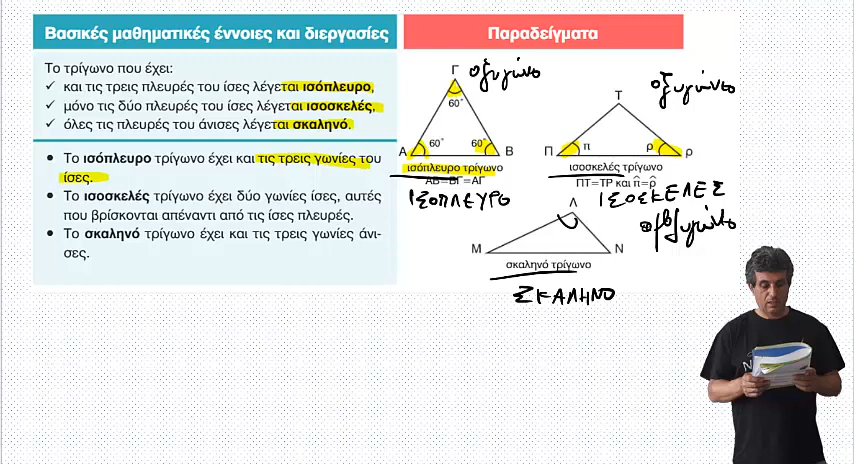 Βασικές μαθηματικές έννοιες και διεργασίες
Παραδείγματα
Το τρίγωνο που έχει:
✓ και τις τρεις πλευρές του ίσες λέγεται ισόπλευρο,
✓ μόνο τις δύο πλευρές του ίσες λέγεται ισοσκελές,
✓ όλες τις πλευρές του άνισες λέγεται σκαληνό.
• Το ισόπλευρο τρίγωνο έχει και τις τρεις γωνίες του
ίσες.
• Το ισοσκελές τρίγωνο έχει δύο γωνίες ίσες, αυτές
που βρίσκονται απέναντι από τις ίσες πλευρές.
• Το σκαληνό τρίγωνο έχει και τις τρεις γωνίες άνι-
σες.
Γ
οξυγώνιο
60°
Α
60°
60°
Β
ισόπλευρο τρίγωνο
ΑΒ=ΒΓ=ΑΓ
ΙΣΟΠΛΕΥΡΟ
Τ
οξυγώνιο
Π
π
ρ
Ρ
ισοσκελές τρίγωνο
ΠΤ=ΤΡ και π̂=ρ̂
ΙΣΟΣΚΕΛΕΣ
Λ
Μ
Ν
σκαληνό τρίγωνο
ΣΚΑΛΗΝΟ